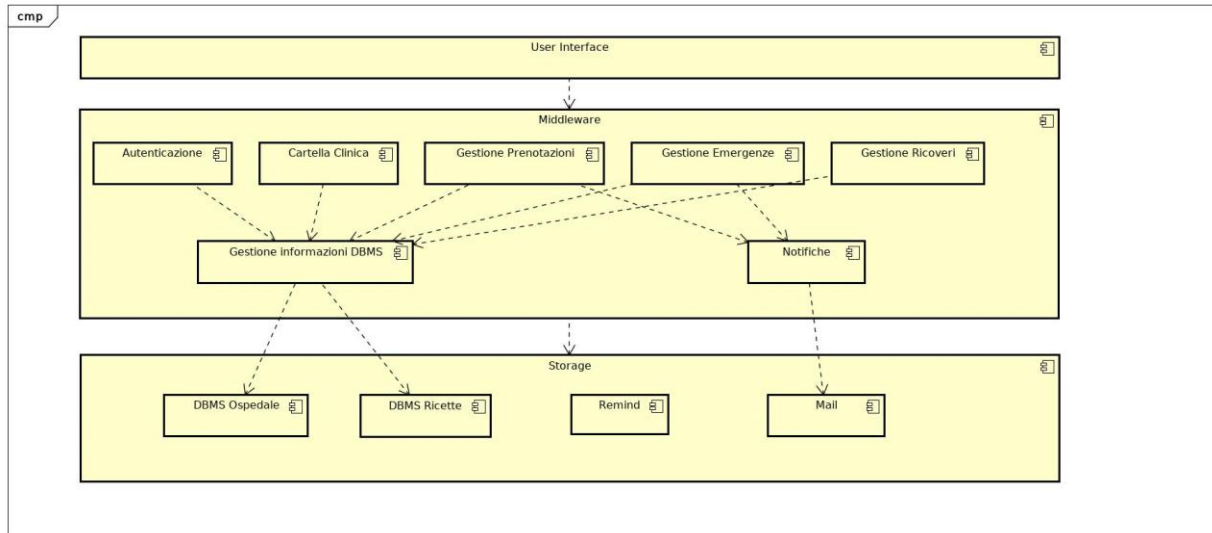 cmp
User Interface
Middleware
Autenticazione
Cartella Clinica
Gestione Prenotazioni
Gestione Emergenze
Gestione Ricoveri
Gestione informazioni DBMS
Notifiche
Storage
DBMS Ospedale
DBMS Ricette
Remind
Mail